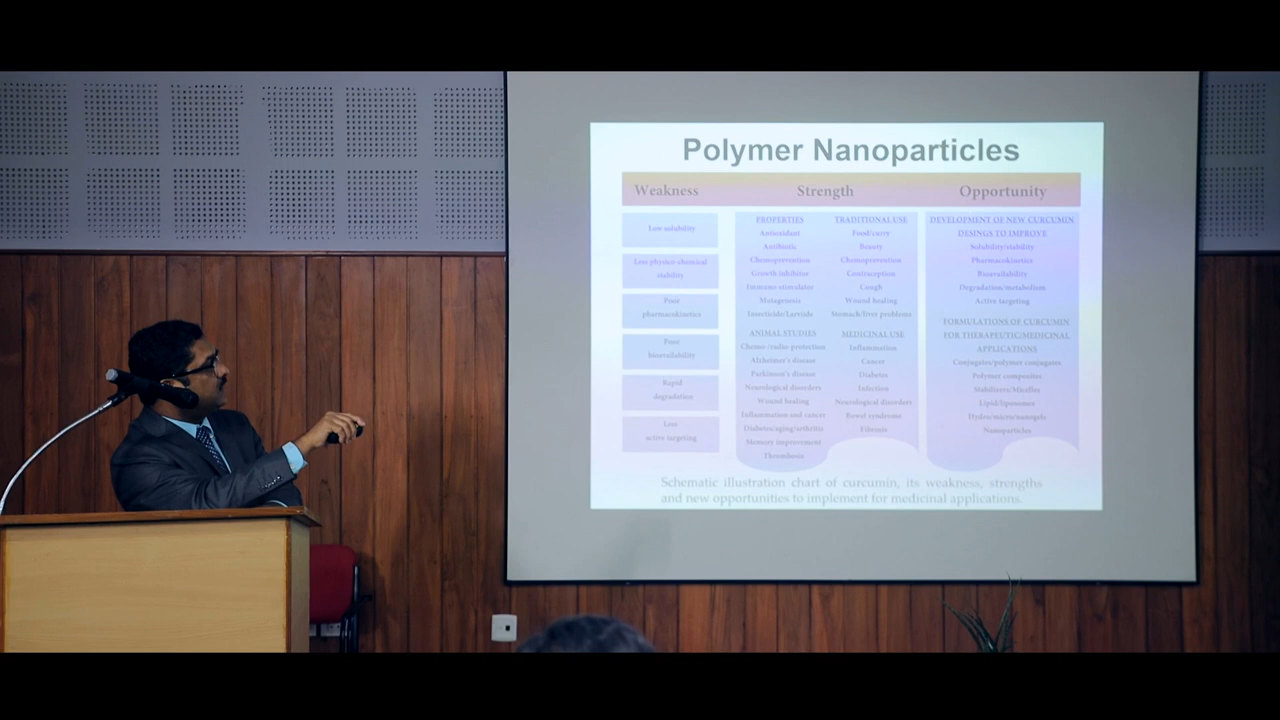 Polymer Nanoparticles
Weakness
Strength
Opportunity
Low solubility
Less physico-chemical
stability
Poor
pharmacokinetics
Poor
bioavailability
Rapid
degradation
Less
active targeting
PROPERTIES
Antioxidant
Antibiotic
Chemoprevention
Growth inhibitor
Immuno-stimulator
Mutagenesis
Insecticide/Larvide
ANIMAL STUDIES
Chemo-/radio-protection
Alzheimer's disease
Parkinson's disease
Neurological disorders
Wound healing
Inflammation and cancer
Diabetes/aging/arthritis
Memory improvement
Thrombosis
TRADITIONAL USE
Food/curry
Beauty
Chemoprevention
Contraception
Cough
Wound healing
Stomach/liver problems
MEDICINAL USE
Inflammation
Cancer
Diabetes
Infection
Neurological disorders
Bowel syndrome
Fibrosis
DEVELOPMENT OF NEW CURCUMIN
DESINGS TO IMPROVE
Solubility/stability
Pharmacokinetics
Bioavailability
Degradation/metabolism
Active targeting
FORMULATIONS OF CURCUMIN
FOR THERAPEUTIC/MEDICINAL
APPLICATIONS
Conjugates/polymer conjugates
Polymer composites
Stabilizers/Micelles
Lipid/liposomes
Hydro/micro/nanogels
Nanoparticles
Schematic illustration chart of curcumin, its weakness, strengths
and new opportunities to implement for medicinal applications.